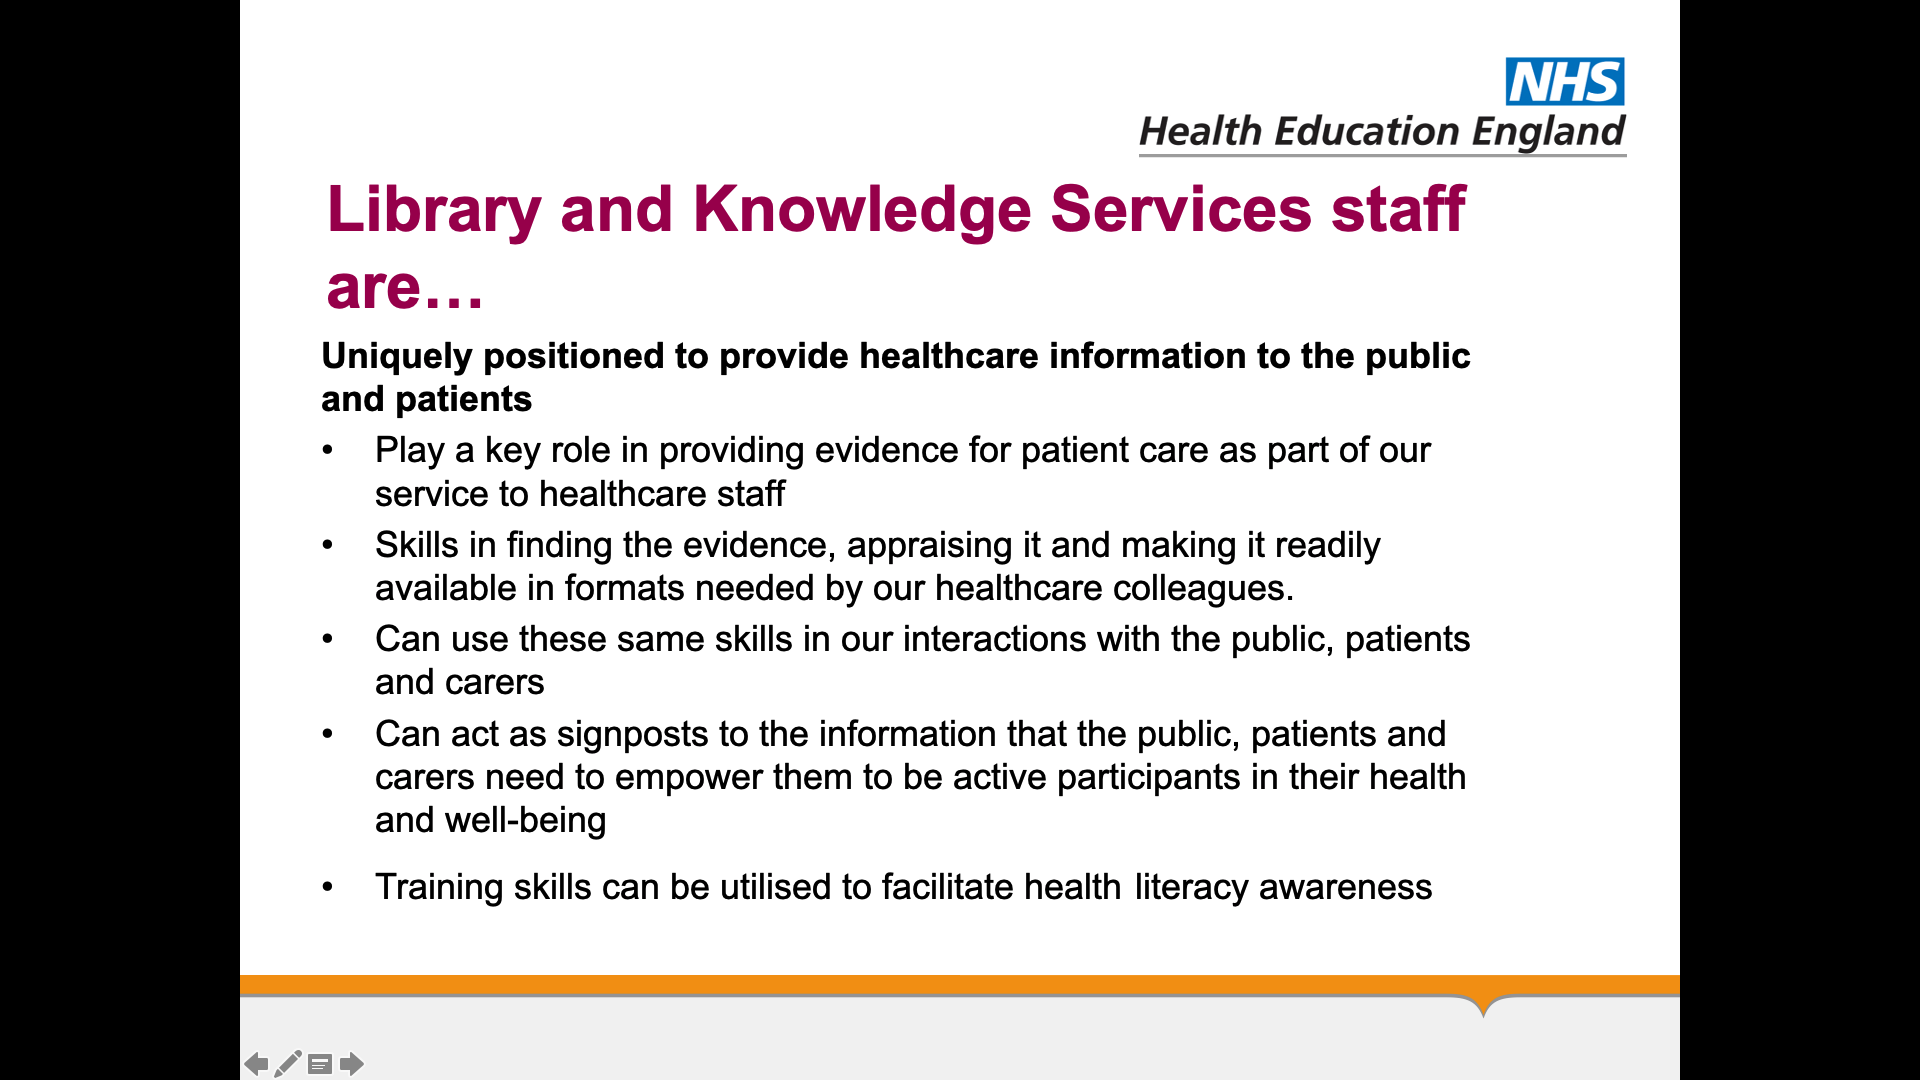 NHS
Health Education England
Library and Knowledge Services staff
are…
Uniquely positioned to provide healthcare information to the public
and patients
• Play a key role in providing evidence for patient care as part of our
service to healthcare staff
• Skills in finding the evidence, appraising it and making it readily
available in formats needed by our healthcare colleagues.
• Can use these same skills in our interactions with the public, patients
and carers
• Can act as signposts to the information that the public, patients and
carers need to empower them to be active participants in their health
and well-being
• Training skills can be utilised to facilitate health literacy awareness